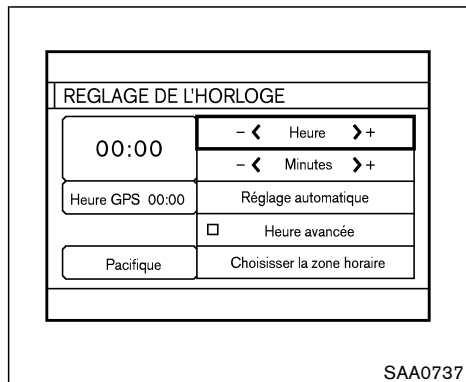 REGLAGE DE L'HORLOGE
00:00
- ❮ Heure ❯ +
- ❮ Minutes ❯ +
Heure GPS 00:00
Réglage automatique
☐ Heure avancée
Pacifique
Choisisser la zone horaire
SAA0737